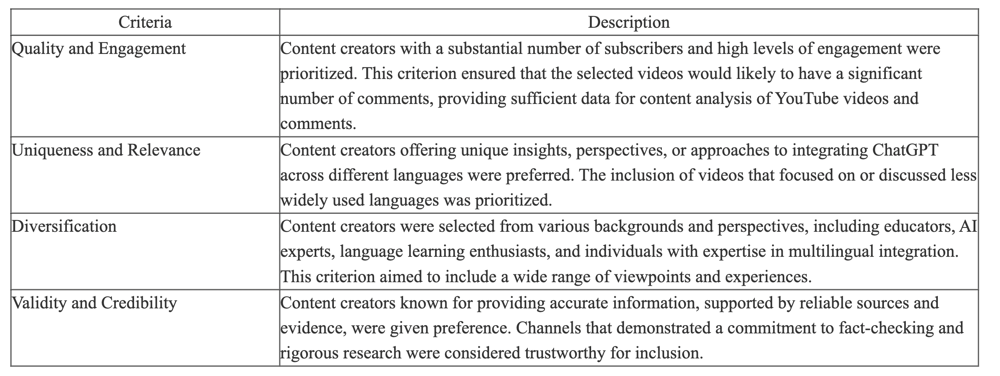 Criteria
Description
Quality and Engagement
Content creators with a substantial number of subscribers and high levels of engagement were
prioritized. This criterion ensured that the selected videos would likely to have a significant
number of comments, providing sufficient data for content analysis of YouTube videos and
comments.
Uniqueness and Relevance
Content creators offering unique insights, perspectives, or approaches to integrating ChatGPT
across different languages were preferred. The inclusion of videos that focused on or discussed less
widely used languages was prioritized.
Diversification
Content creators were selected from various backgrounds and perspectives, including educators, AI
experts, language learning enthusiasts, and individuals with expertise in multilingual integration.
This criterion aimed to include a wide range of viewpoints and experiences.
Validity and Credibility
Content creators known for providing accurate information, supported by reliable sources and
evidence, were given preference. Channels that demonstrated a commitment to fact-checking and
rigorous research were considered trustworthy for inclusion.